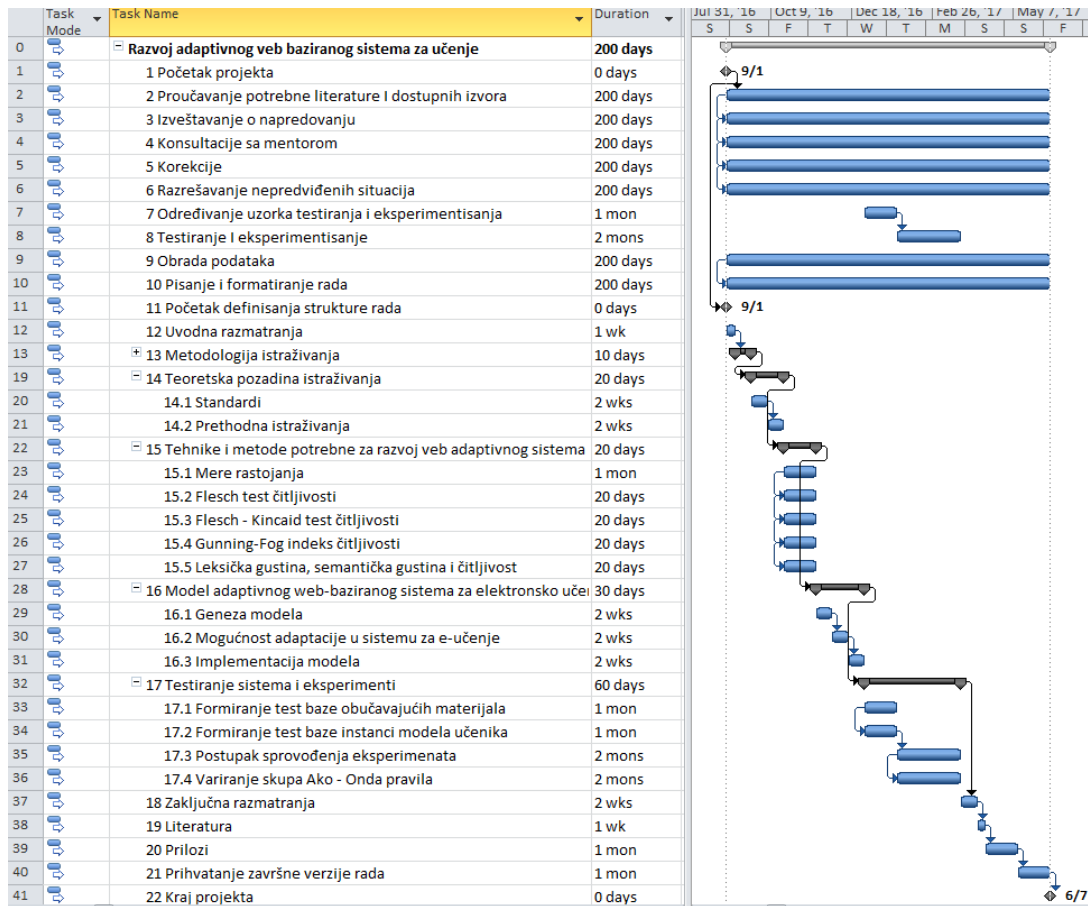 Task Mode Task Name Duration Jul 31, '16 Oct 9, '16 Dec 18, '16 Feb 26, '17 May 7, '17
S S F T W T M S S F
0 Razvoj adaptivnog veb baziranog sistema za učenje 200 days
1 1 Početak projekta 0 days 9/1
2 2 Proučavanje potrebne literature I dostupnih izvora 200 days
3 3 Izveštavanje o napredovanju 200 days
4 4 Konsultacije sa mentorom 200 days
5 5 Korekcije 200 days
6 6 Razrešavanje nepredviđenih situacija 200 days
7 7 Određivanje uzorka testiranja i eksperimentisanja 1 mon
8 8 Testiranje I eksperimentisanje 2 mons
9 9 Obrada podataka 200 days
10 10 Pisanje i formatiranje rada 200 days
11 11 Početak definisanja strukture rada 0 days 9/1
12 12 Uvodna razmatranja 1 wk
13 13 Metodologija istraživanja 10 days
19 14 Teoretska pozadina istraživanja 20 days
20 14.1 Standardi 2 wks
21 14.2 Prethodna istraživanja 2 wks
22 15 Tehnike i metode potrebne za razvoj veb adaptivnog sistema 20 days
23 15.1 Mere rastojanja 1 mon
24 15.2 Flesch test čitljivosti 20 days
25 15.3 Flesch - Kincaid test čitljivosti 20 days
26 15.4 Gunning-Fog indeks čitljivosti 20 days
27 15.5 Leksička gustina, semantička gustina i čitljivost 20 days
28 16 Model adaptivnog web-baziranog sistema za elektronsko učei 30 days
29 16.1 Geneza modela 2 wks
30 16.2 Mogućnost adaptacije u sistemu za e-učenje 2 wks
31 16.3 Implementacija modela 2 wks
32 17 Testiranje sistema i eksperimenti 60 days
33 17.1 Formiranje test baze obučavajućih materijala 1 mon
34 17.2 Formiranje test baze instanci modela učenika 1 mon
35 17.3 Postupak sprovođenja eksperimenata 2 mons
36 17.4 Variranje skupa Ako - Onda pravila 2 mons
37 18 Zaključna razmatranja 2 wks
38 19 Literatura 1 wk
39 20 Prilozi 1 mon
40 21 Prihvatanje završne verzije rada 1 mon
41 22 Kraj projekta 0 days 6/7